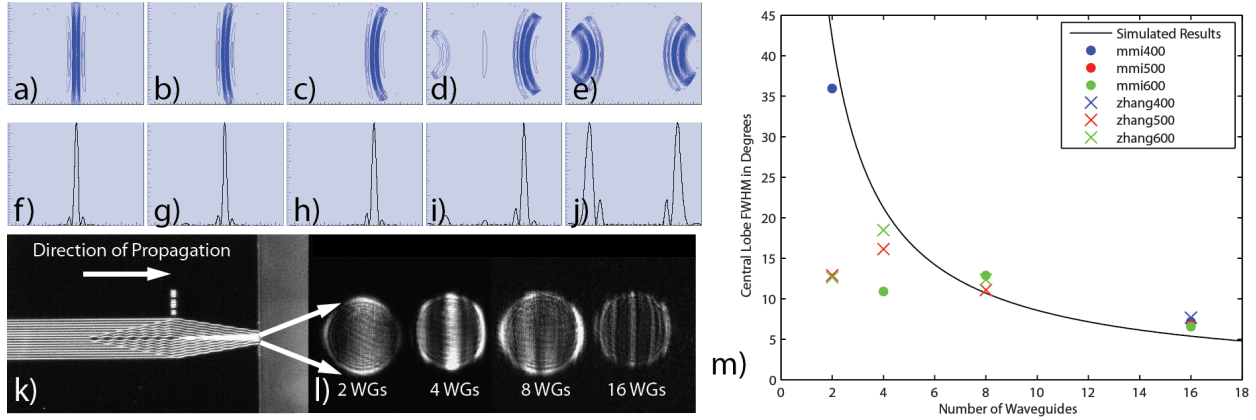 a)
b)
c)
d)
e)
f)
g)
h)
i)
j)
Direction of Propagation
k)
l)
2 WGs
4 WGs
8 WGs
16 WGs
m)
45
40
35
30
25
20
15
10
5
0
0 2 4 6 8 10 12 14 16 18
Central Lobe FWHM in Degrees
Number of Waveguides
Simulated Results
mmi400
mmi500
mmi600
zhang400
zhang500
zhang600